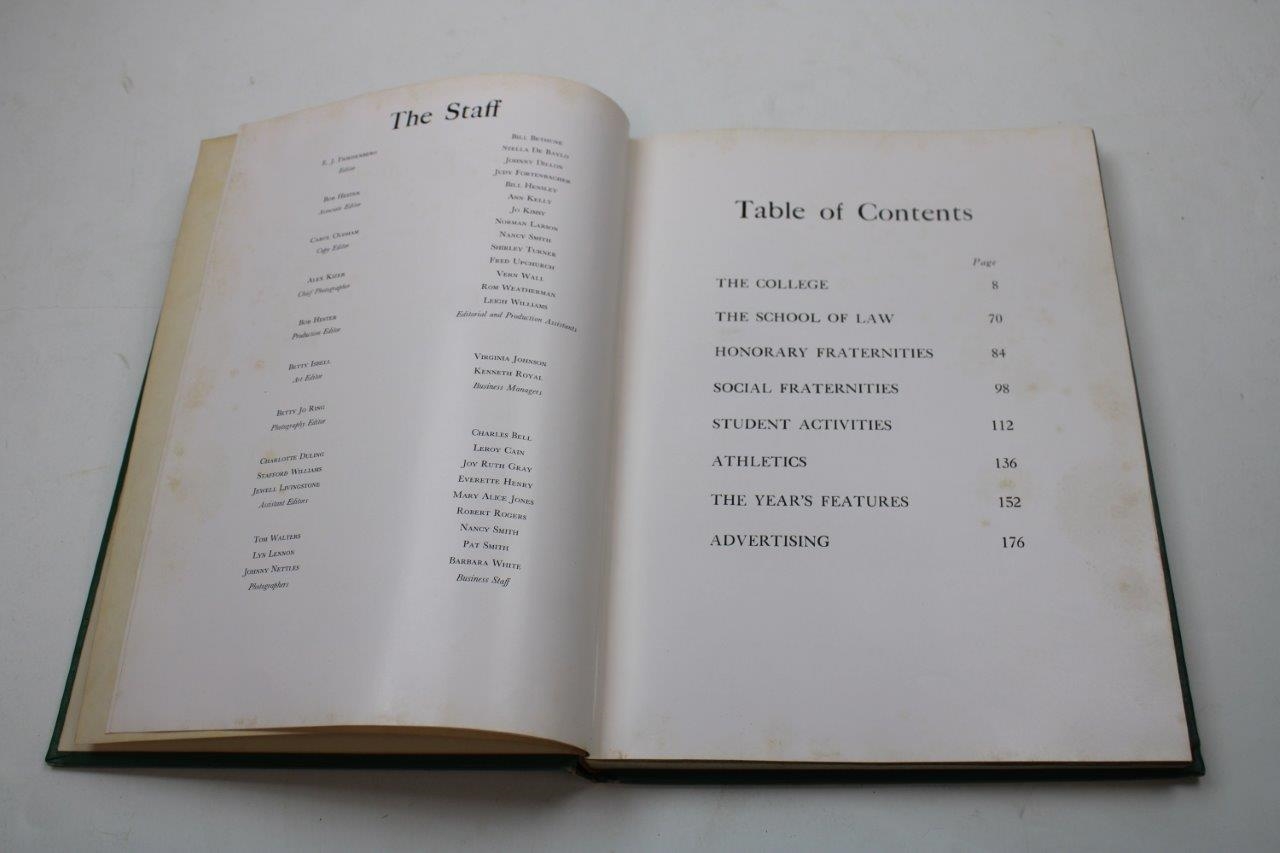 The Staff
E. J. Friedenberg
Editor
Bob Hester
Associate Editor
Carol Oldham
Copy Editor
Alex Kizer
Chief Photographer
Bob Hester
Production Editor
Betty Isbell
Art Editor
Betty Jo Ring
Photography Editor
Charlotte Duling
Stafford Williams
Jewell Livingstone
Assistant Editors
Tom Walters
Lyn Lennon
Johnny Nettles
Photographers
Bill Bethune
Stella De Baylo
Johnny Dillon
Judy Fortenbacher
Bill Hensley
Ann Kelly
Jo Kirby
Norman Larson
Nancy Smith
Shirley Turner
Fred Upchurch
Vern Wall
Rom Weatherman
Leigh Williams
Editorial and Production Assistants
Virginia Johnson
Kenneth Royal
Business Managers
Charles Bell
Leroy Cain
Joy Ruth Gray
Everette Henry
Mary Alice Jones
Robert Rogers
Nancy Smith
Pat Smith
Barbara White
Business Staff
Table of Contents
Page
THE COLLEGE 8
THE SCHOOL OF LAW 70
HONORARY FRATERNITIES 84
SOCIAL FRATERNITIES 98
STUDENT ACTIVITIES 112
ATHLETICS 136
THE YEAR'S FEATURES 152
ADVERTISING 176